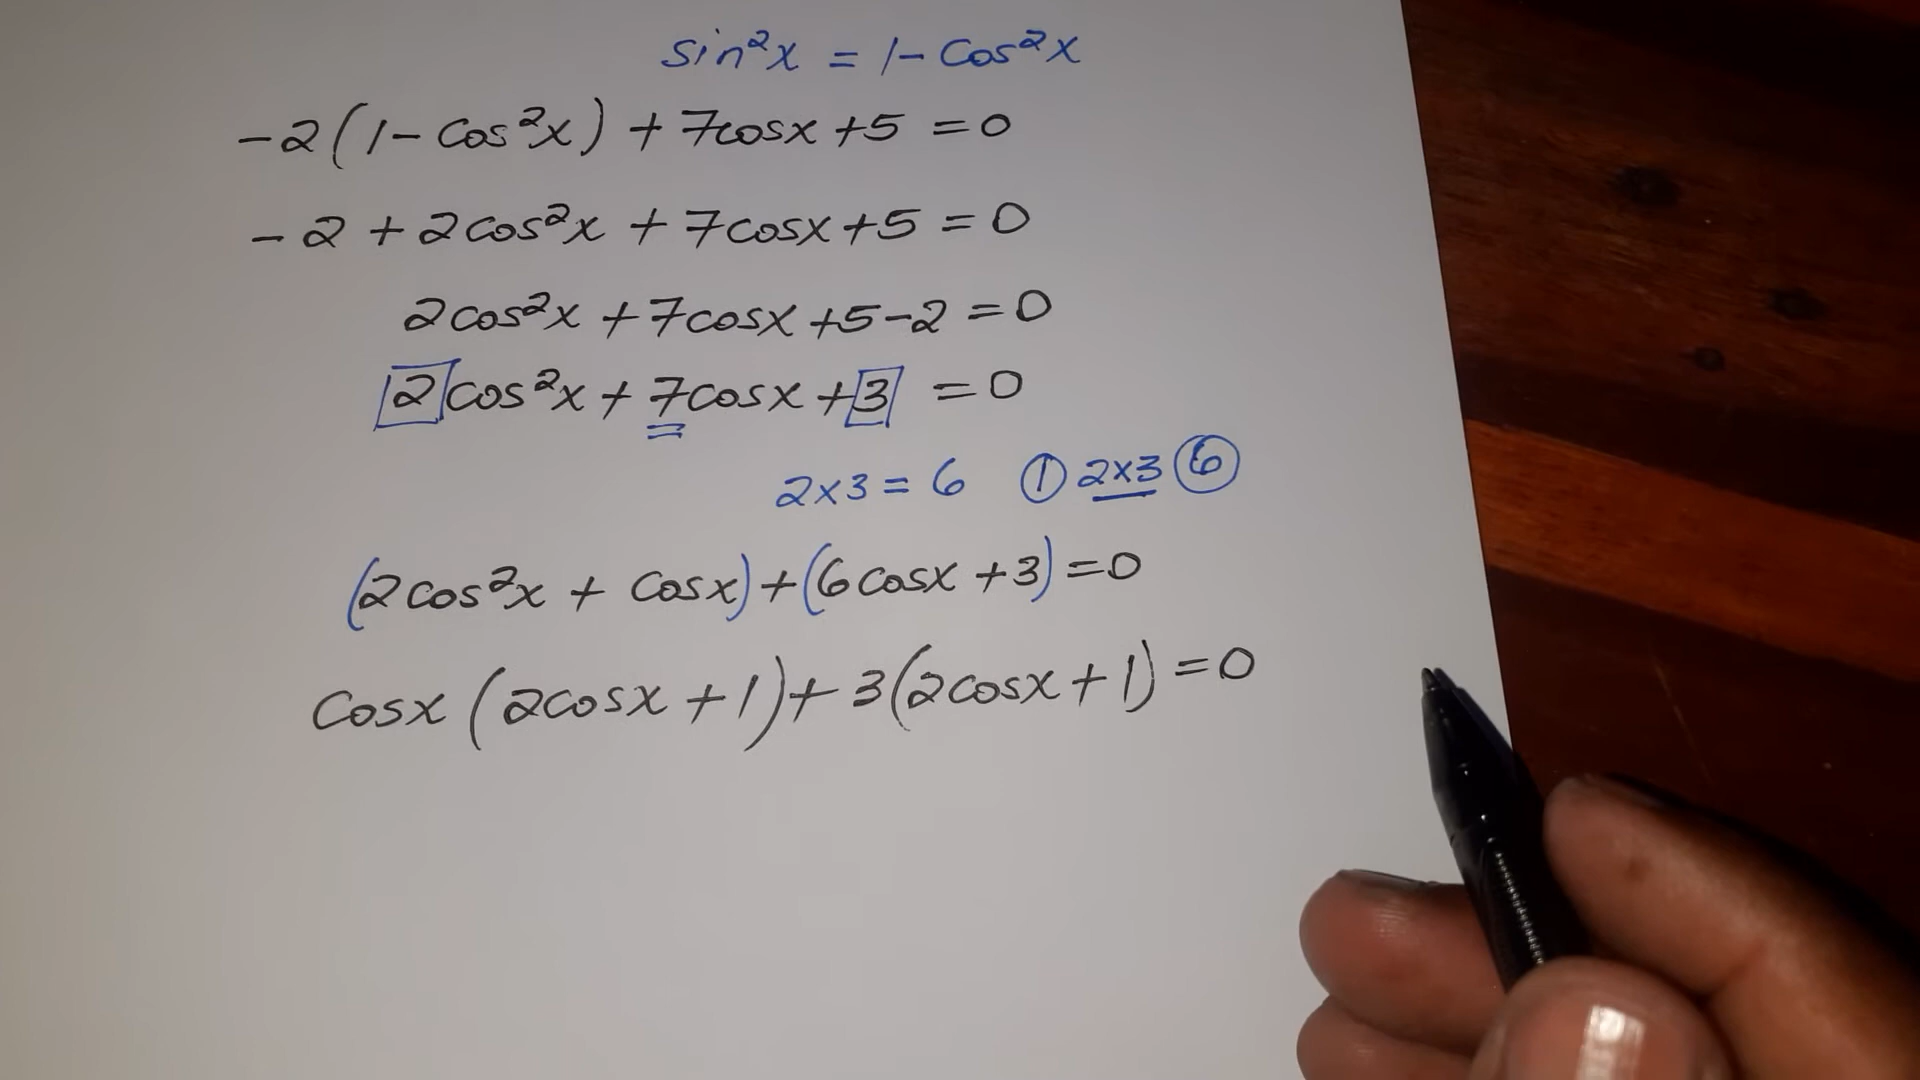 sin²x = 1 - cos²x
-2(1 - cos²x) + 7cosx + 5 = 0
-2 + 2cos²x + 7cosx + 5 = 0
2cos²x + 7cosx + 5 - 2 = 0
2cos²x + 7cosx + 3 = 0
2x3 = 6 1 2x3 6
(2cos²x + cosx) + (6cosx + 3) = 0
cosx (2cosx + 1) + 3(2cosx + 1) = 0